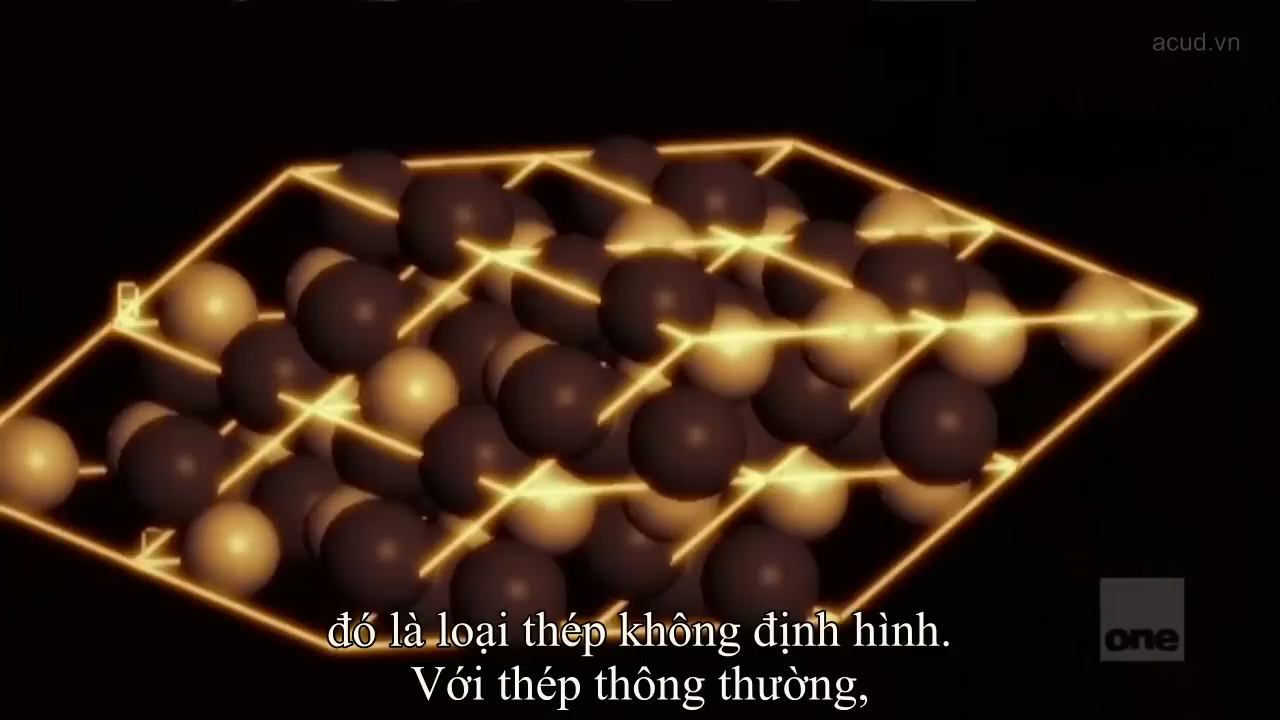 acud.vn
one
đó là loại thép không định hình.
Với thép thông thường,